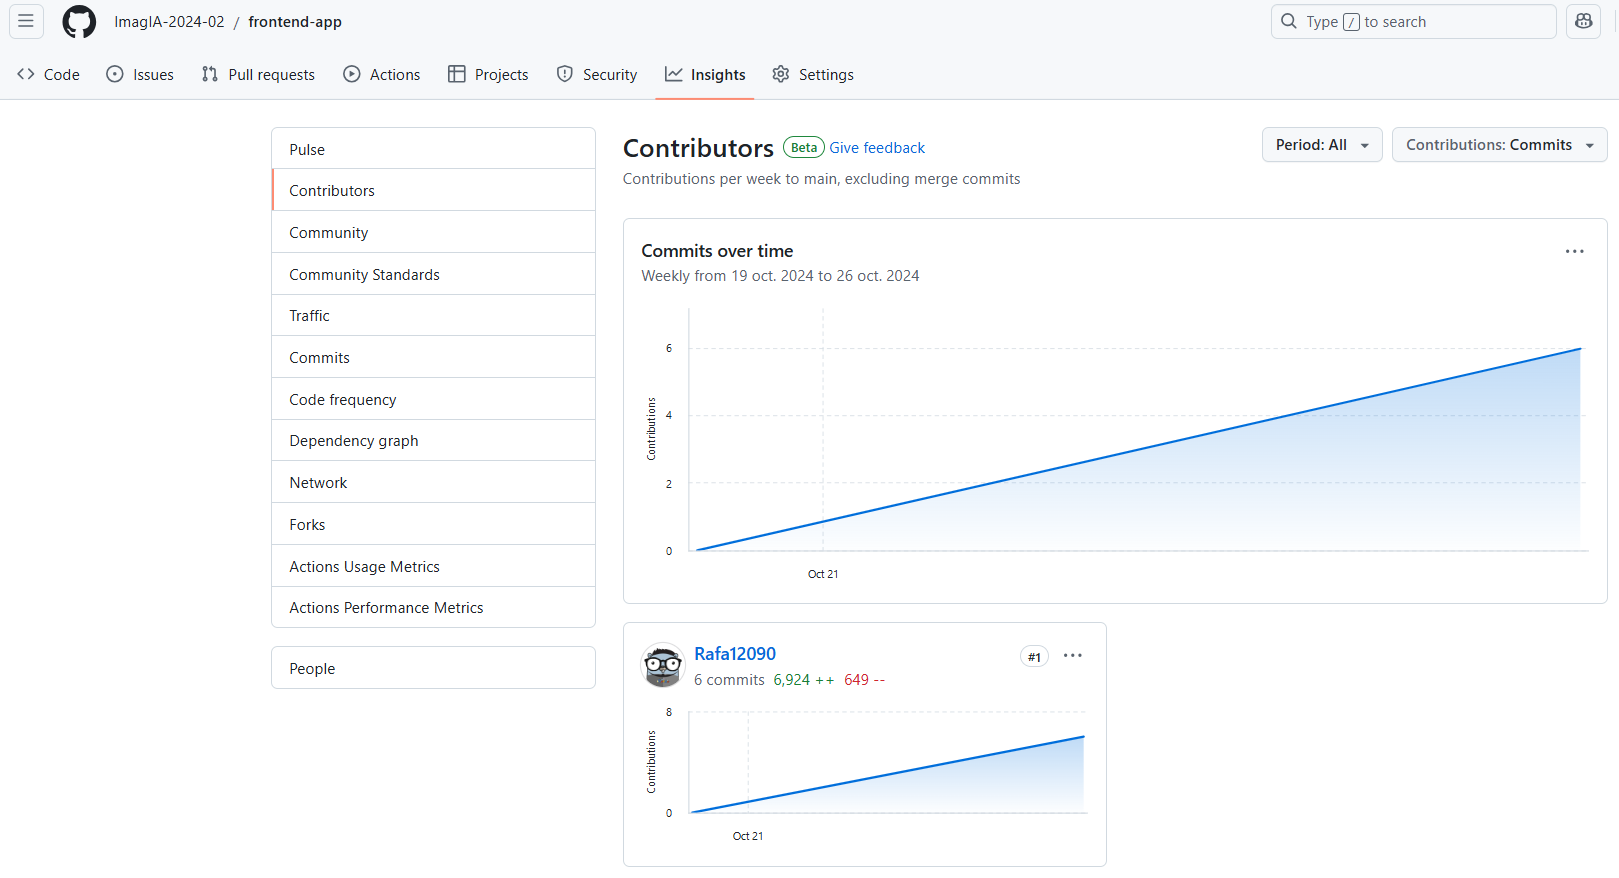 ImagIA-2024-02 / frontend-app
Type / to search
Code Issues Pull requests Actions Projects Security Insights Settings
Pulse
Contributors
Community
Community Standards
Traffic
Commits
Code frequency
Dependency graph
Network
Forks
Actions Usage Metrics
Actions Performance Metrics
People
Contributors Beta Give feedback
Period: All Contributions: Commits
Contributions per week to main, excluding merge commits
Commits over time
Weekly from 19 oct. 2024 to 26 oct. 2024
6
4
2
0
Contributions
Oct 21
Rafa12090
#1
6 commits 6,924 ++ 649 --
8
0
Contributions
Oct 21